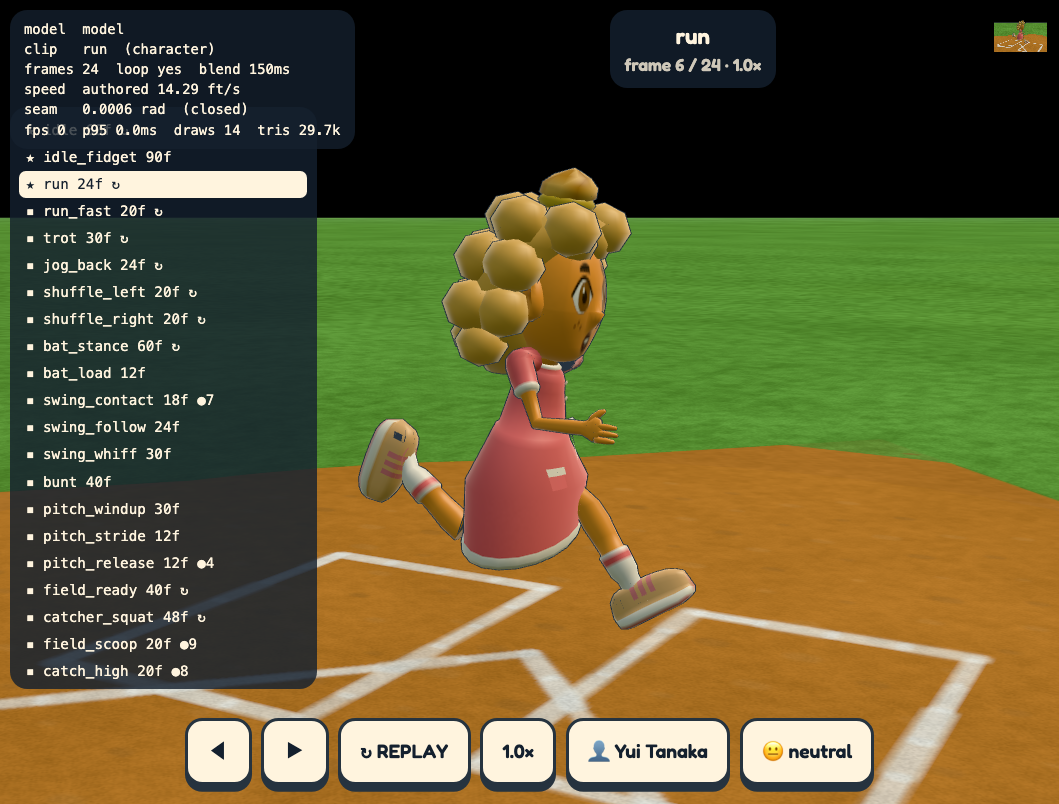 model model
clip run (character)
frames 24 loop yes blend 150ms
speed authored 14.29 ft/s
seam 0.0006 rad (closed)
fps 0 p95 0.0ms draws 14 tris 29.7k
★ idle_fidget 90f
★ run 24f ↻
▪ run_fast 20f ↻
▪ trot 30f ↻
▪ jog_back 24f ↻
▪ shuffle_left 20f ↻
▪ shuffle_right 20f ↻
▪ bat_stance 60f ↻
▪ bat_load 12f
▪ swing_contact 18f ●7
▪ swing_follow 24f
▪ swing_whiff 30f
▪ bunt 40f
▪ pitch_windup 30f
▪ pitch_stride 12f
▪ pitch_release 12f ●4
▪ field_ready 40f ↻
▪ catcher_squat 48f ↻
▪ field_scoop 20f ●9
▪ catch_high 20f ●8
run
frame 6 / 24 · 1.0×
↻ REPLAY
1.0×
Yui Tanaka
neutral